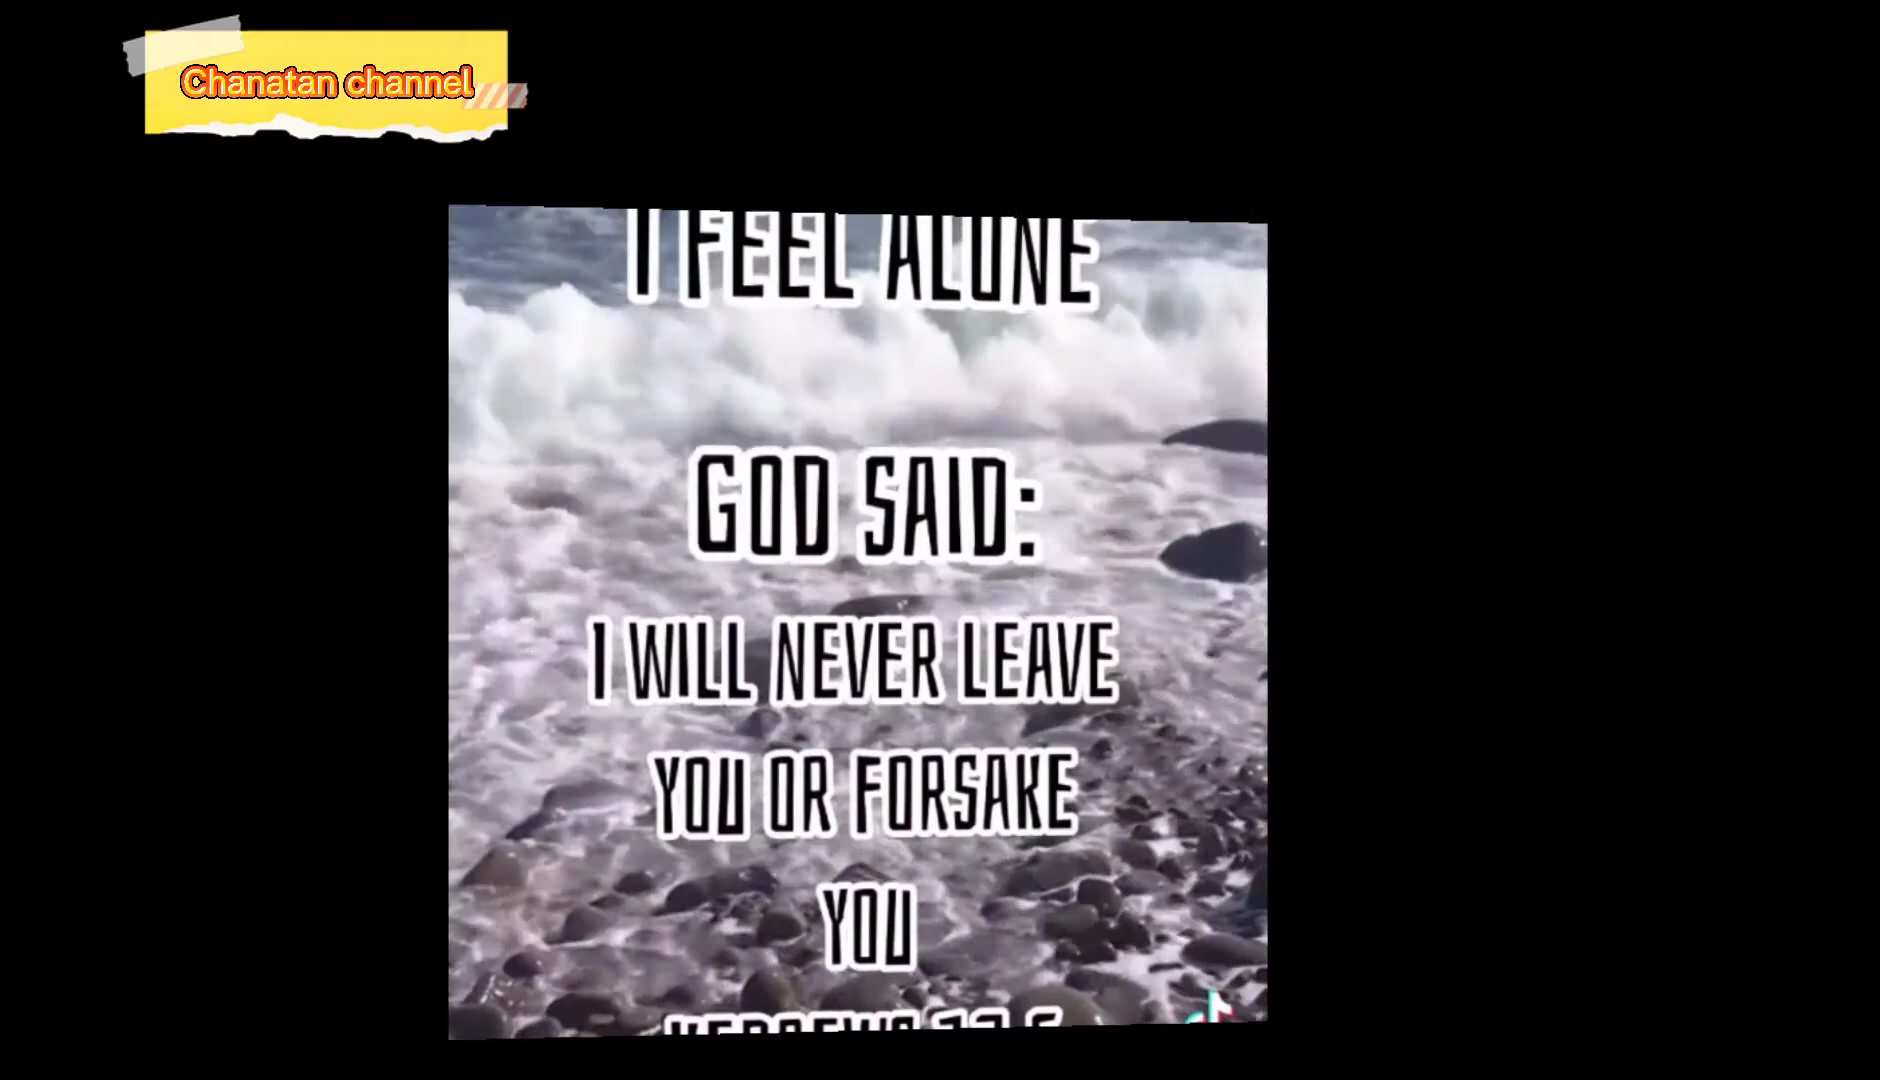 Chanatan channel
I FEEL ALONE
GOD SAID:
I WILL NEVER LEAVE
YOU OR FORSAKE
YOU